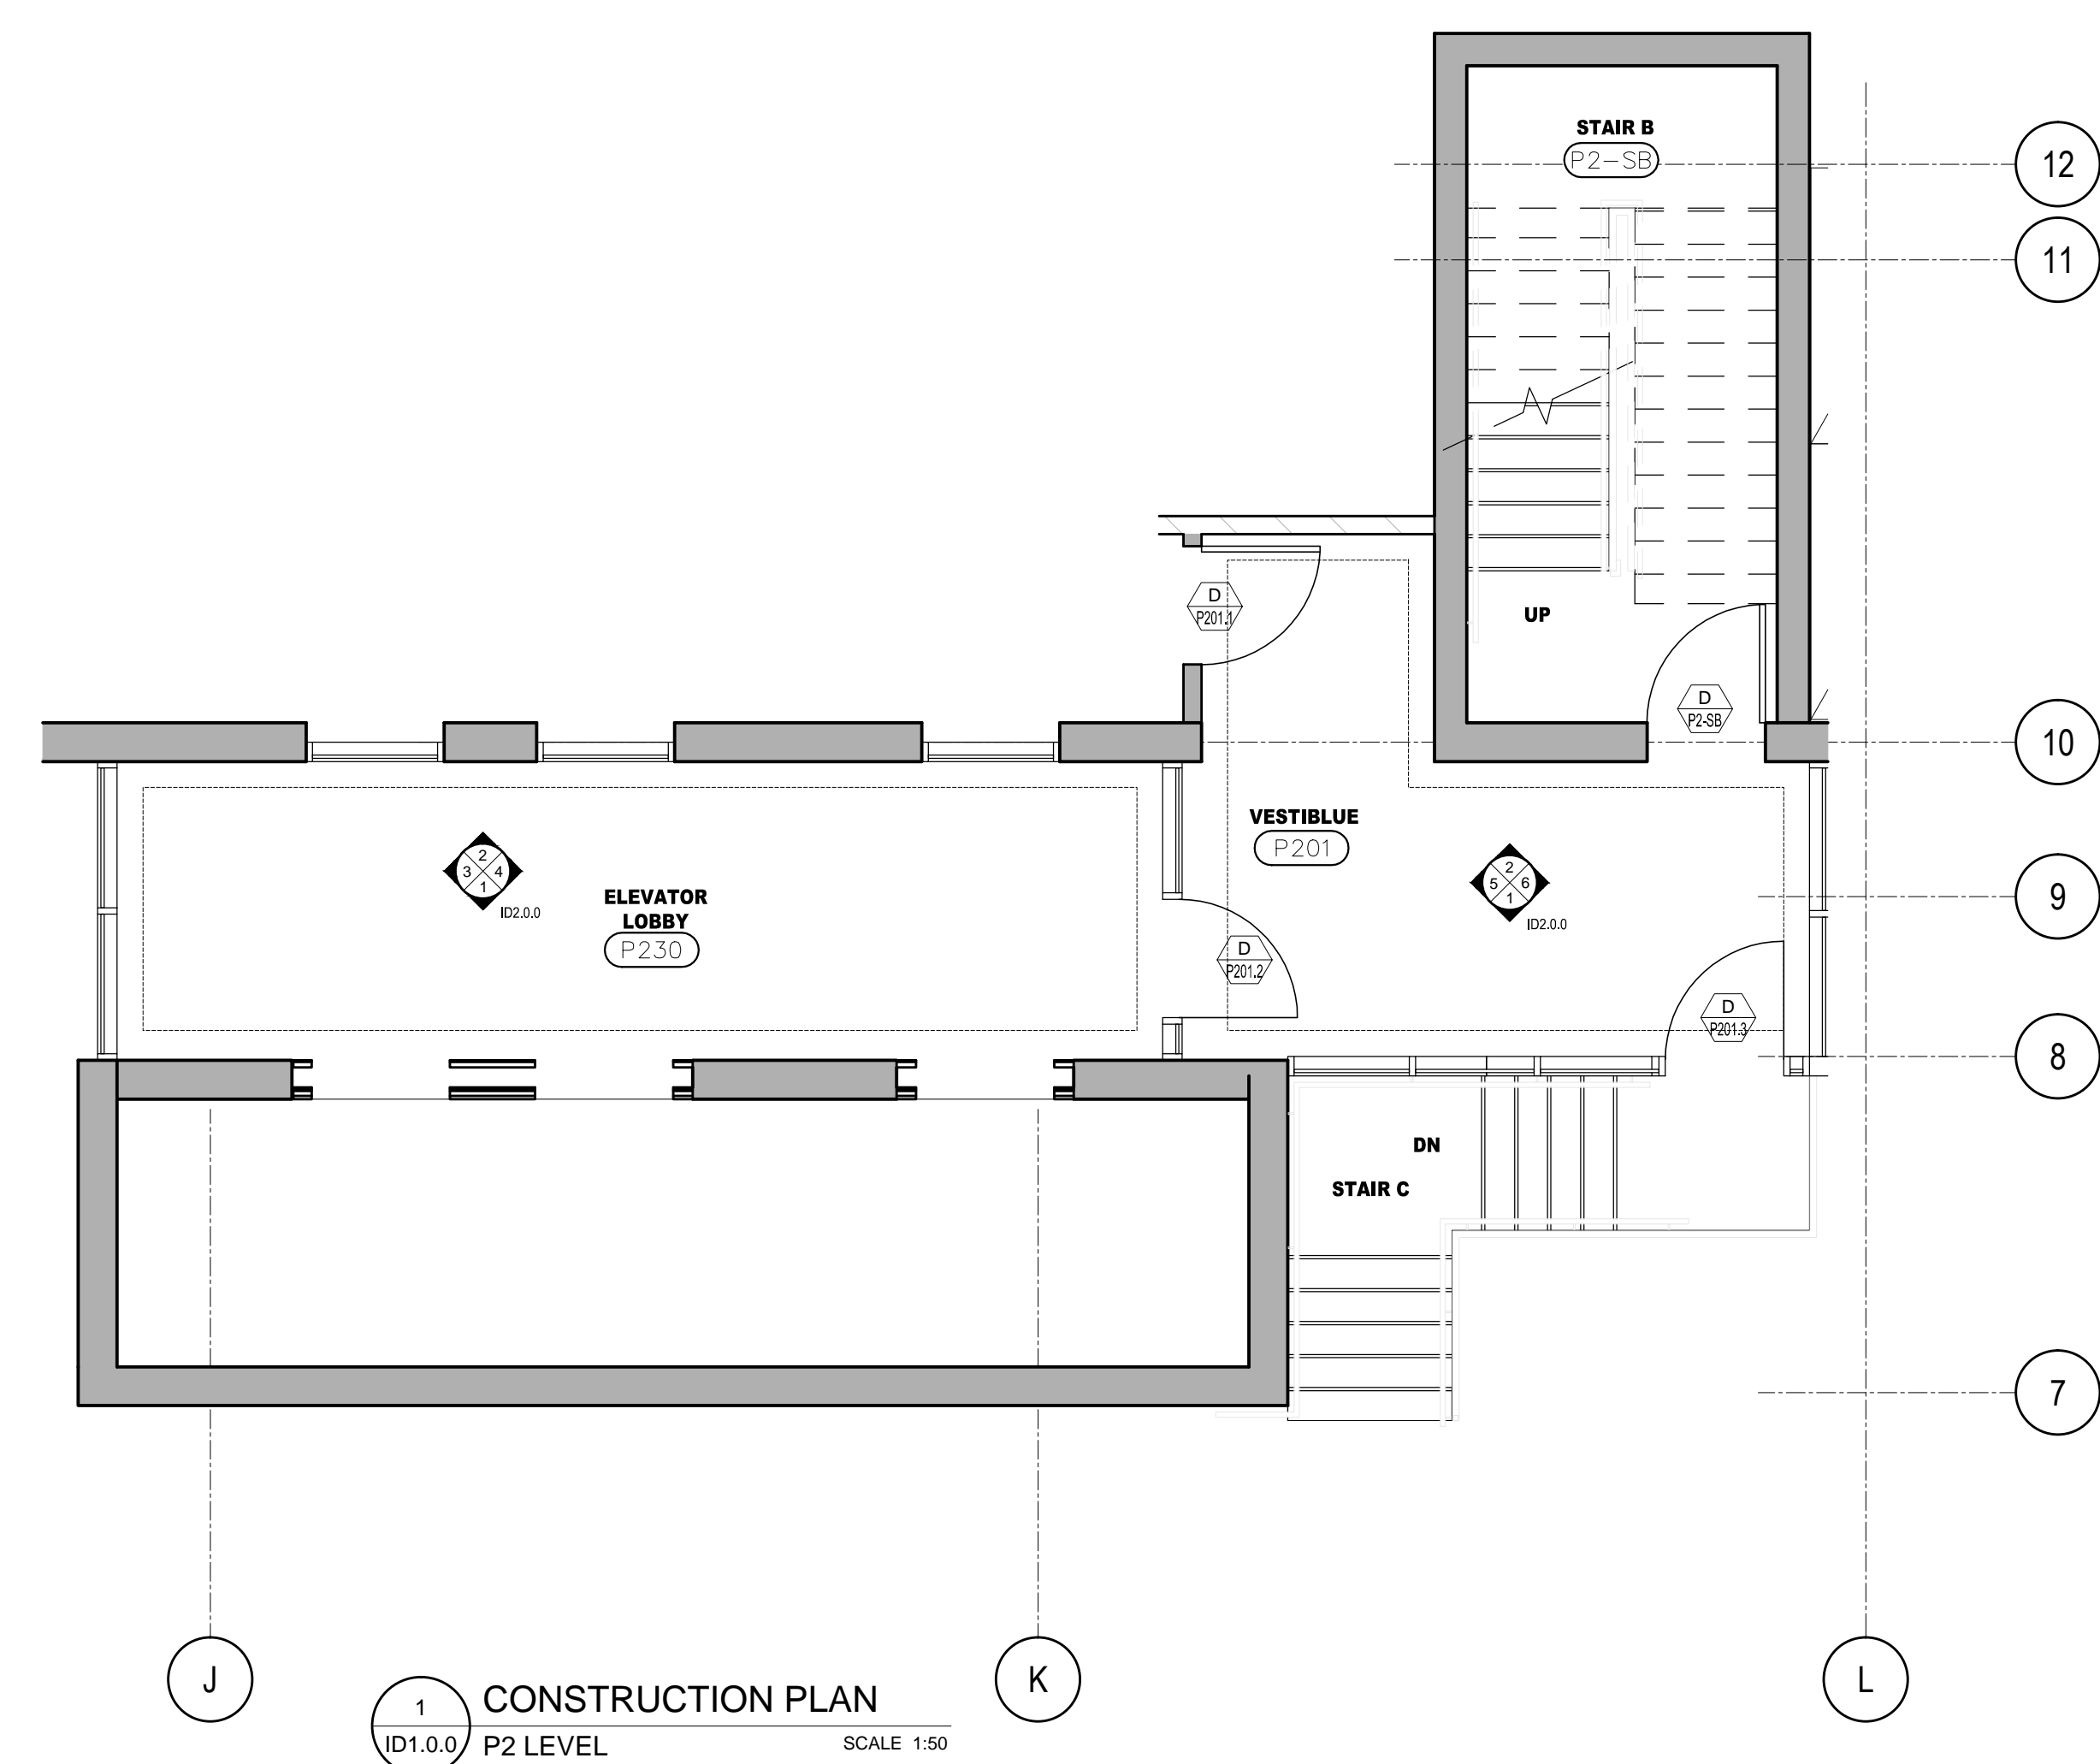 STAIR B
P2-SB
12
11
UP
D
P201.1
D
P2-SB
10
VESTIBLUE
P201
2
3 4
1
ID2.0.0
ELEVATOR
LOBBY
P230
2
5 6
1
ID2.0.0
9
D
P201.2
D
P201.3
8
DN
STAIR C
7
J
K
L
1
ID1.0.0
CONSTRUCTION PLAN
P2 LEVEL
SCALE 1:50